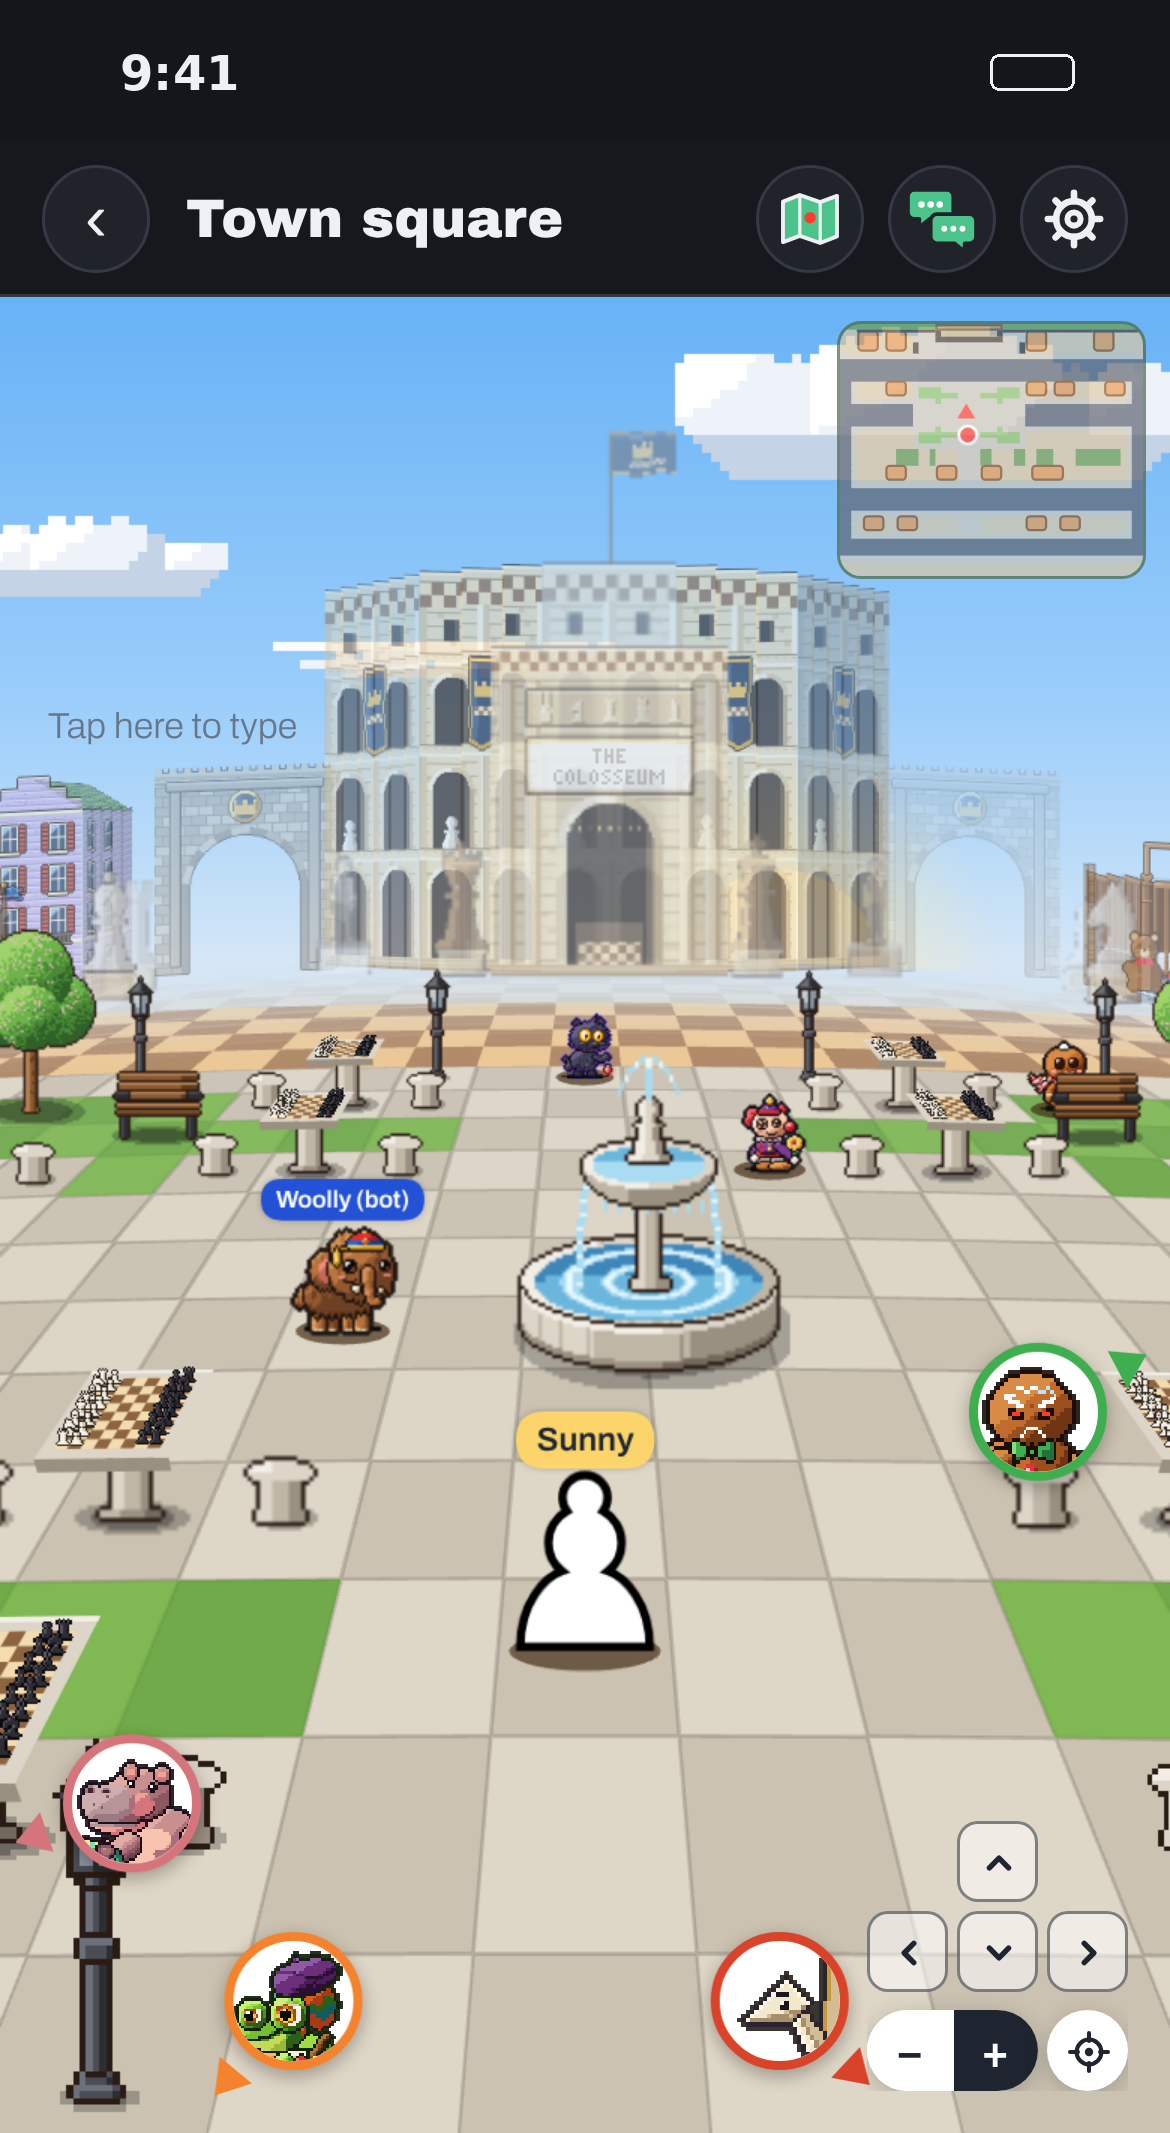 9:41
Town square
Tap here to type
THE
COLOSSEUM
Woolly (bot)
Sunny